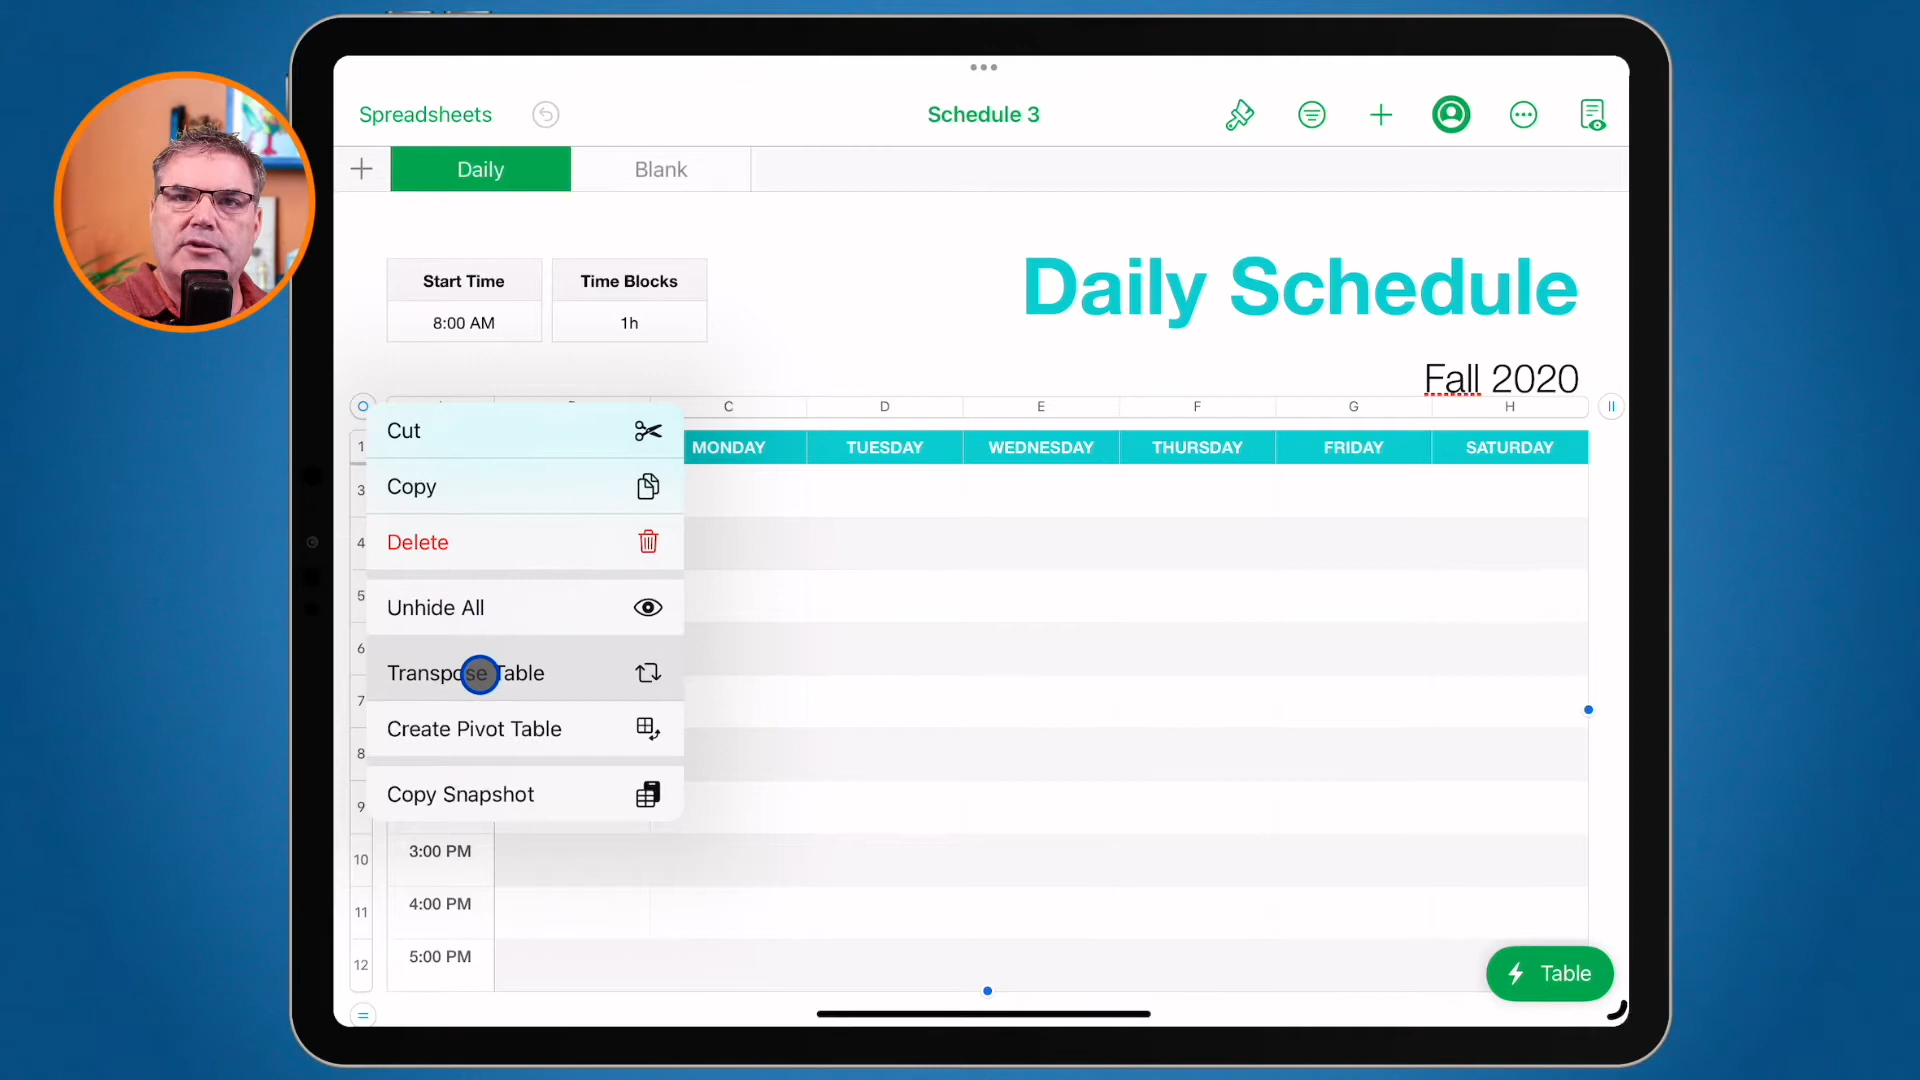 Spreadsheets
Schedule 3
Daily
Blank
Start Time
Time Blocks
8:00 AM
1h
Daily Schedule
Fall 2020
C
D
E
F
G
H
1
MONDAY
TUESDAY
WEDNESDAY
THURSDAY
FRIDAY
SATURDAY
Cut
Copy
Delete
Unhide All
Transpose Table
Create Pivot Table
Copy Snapshot
3
4
5
6
7
8
9
10
3:00 PM
11
4:00 PM
12
5:00 PM
Table